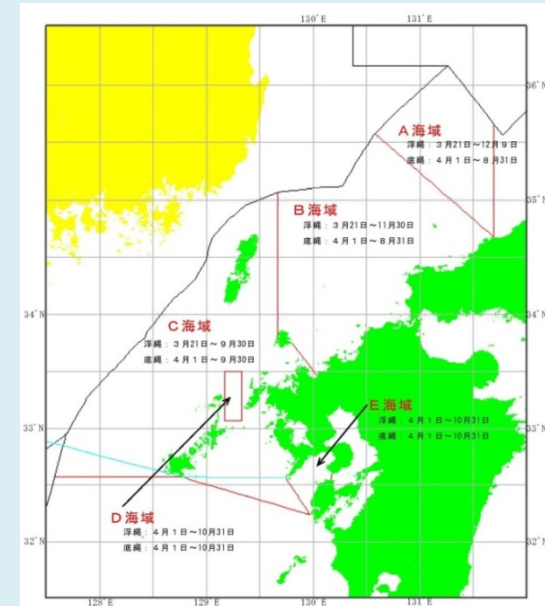 130˚E
131˚E
36˚N
36˚N
A海域
浮縄：3月21日～12月9日
底縄：4月1日～8月31日
35˚N
35˚N
B海域
浮縄：3月21日～11月30日
底縄：4月1日～8月31日
34˚N
34˚N
C海域
浮縄：3月21日～9月30日
底縄：4月1日～9月30日
E海域
浮縄：4月1日～10月31日
底縄：4月1日～10月31日
33˚N
33˚N
D海域
浮縄：4月1日～10月31日
底縄：4月1日～10月31日
32˚N
32˚N
128˚E
129˚E
130˚E
131˚E